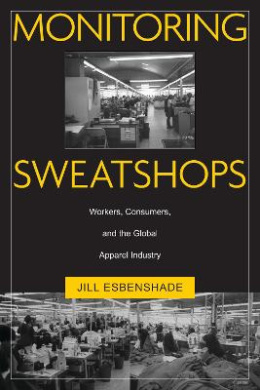 MONITORING
SWEATSHOPS
Workers, Consumers,
and the Global
Apparel Industry
JILL ESBENSHADE